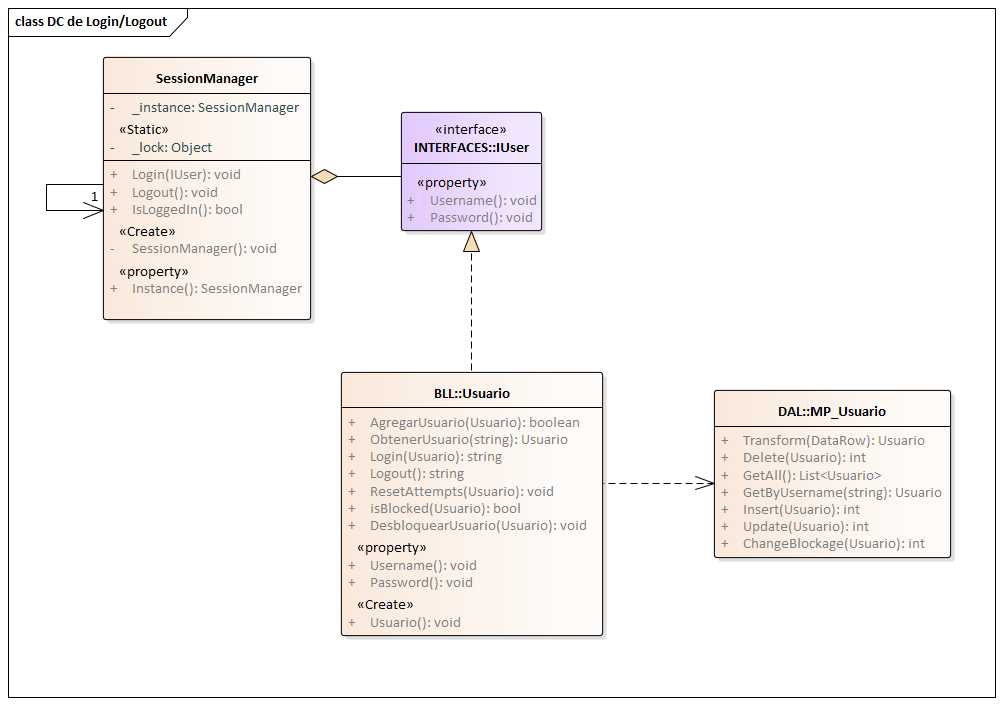 class DC de Login/Logout
SessionManager
- _instance: SessionManager
«Static»
- _lock: Object
+ Login(IUser): void
+ Logout(): void
+ IsLoggedIn(): bool
«Create»
- SessionManager(): void
«property»
+ Instance(): SessionManager
1
«interface»
INTERFACES::IUser
«property»
+ Username(): void
+ Password(): void
BLL::Usuario
+ AgregarUsuario(Usuario): boolean
+ ObtenerUsuario(string): Usuario
+ Login(Usuario): string
+ Logout(): string
+ ResetAttempts(Usuario): void
+ isBlocked(Usuario): bool
+ DesbloquearUsuario(Usuario): void
«property»
+ Username(): void
+ Password(): void
«Create»
+ Usuario(): void
DAL::MP_Usuario
+ Transform(DataRow): Usuario
+ Delete(Usuario): int
+ GetAll(): List<Usuario>
+ GetByUsername(string): Usuario
+ Insert(Usuario): int
+ Update(Usuario): int
+ ChangeBlockage(Usuario): int